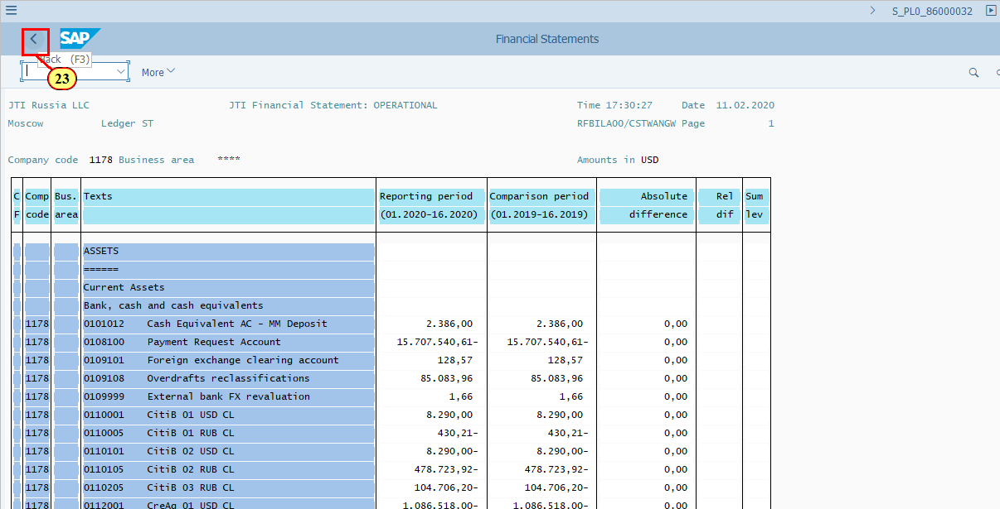 S_PL0_86000032
SAP Financial Statements
Back (F3)
23
More
JTI Russia LLC JTI Financial Statement: OPERATIONAL Time 17:30:27 Date 11.02.2020
Moscow Ledger ST RFBILA00/CSTWANGW Page 1
Company code 1178 Business area **** Amounts in USD
C Comp Bus. Texts Reporting period Comparison period Absolute Rel Sum
F code area (01.2020-16.2020) (01.2019-16.2019) difference dif lev
ASSETS
======
Current Assets
Bank, cash and cash equivalents
1178 0101012 Cash Equivalent AC - MM Deposit 2.386,00 2.386,00 0,00
1178 0108100 Payment Request Account 15.707.540,61- 15.707.540,61- 0,00
1178 0109101 Foreign exchange clearing account 128,57 128,57 0,00
1178 0109108 Overdrafts reclassifications 85.083,96 85.083,96 0,00
1178 0109999 External bank FX revaluation 1,66 1,66 0,00
1178 0110001 CitiB 01 USD CL 8.290,00 8.290,00 0,00
1178 0110005 CitiB 01 RUB CL 430,21- 430,21- 0,00
1178 0110101 CitiB 02 USD CL 8.290,00- 8.290,00- 0,00
1178 0110105 CitiB 02 RUB CL 478.723,92- 478.723,92- 0,00
1178 0110205 CitiB 03 RUB CL 104.706,20- 104.706,20- 0,00
1178 0112001 CreAg 01 USD CL 1.086.518,00- 1.086.518,00- 0,00